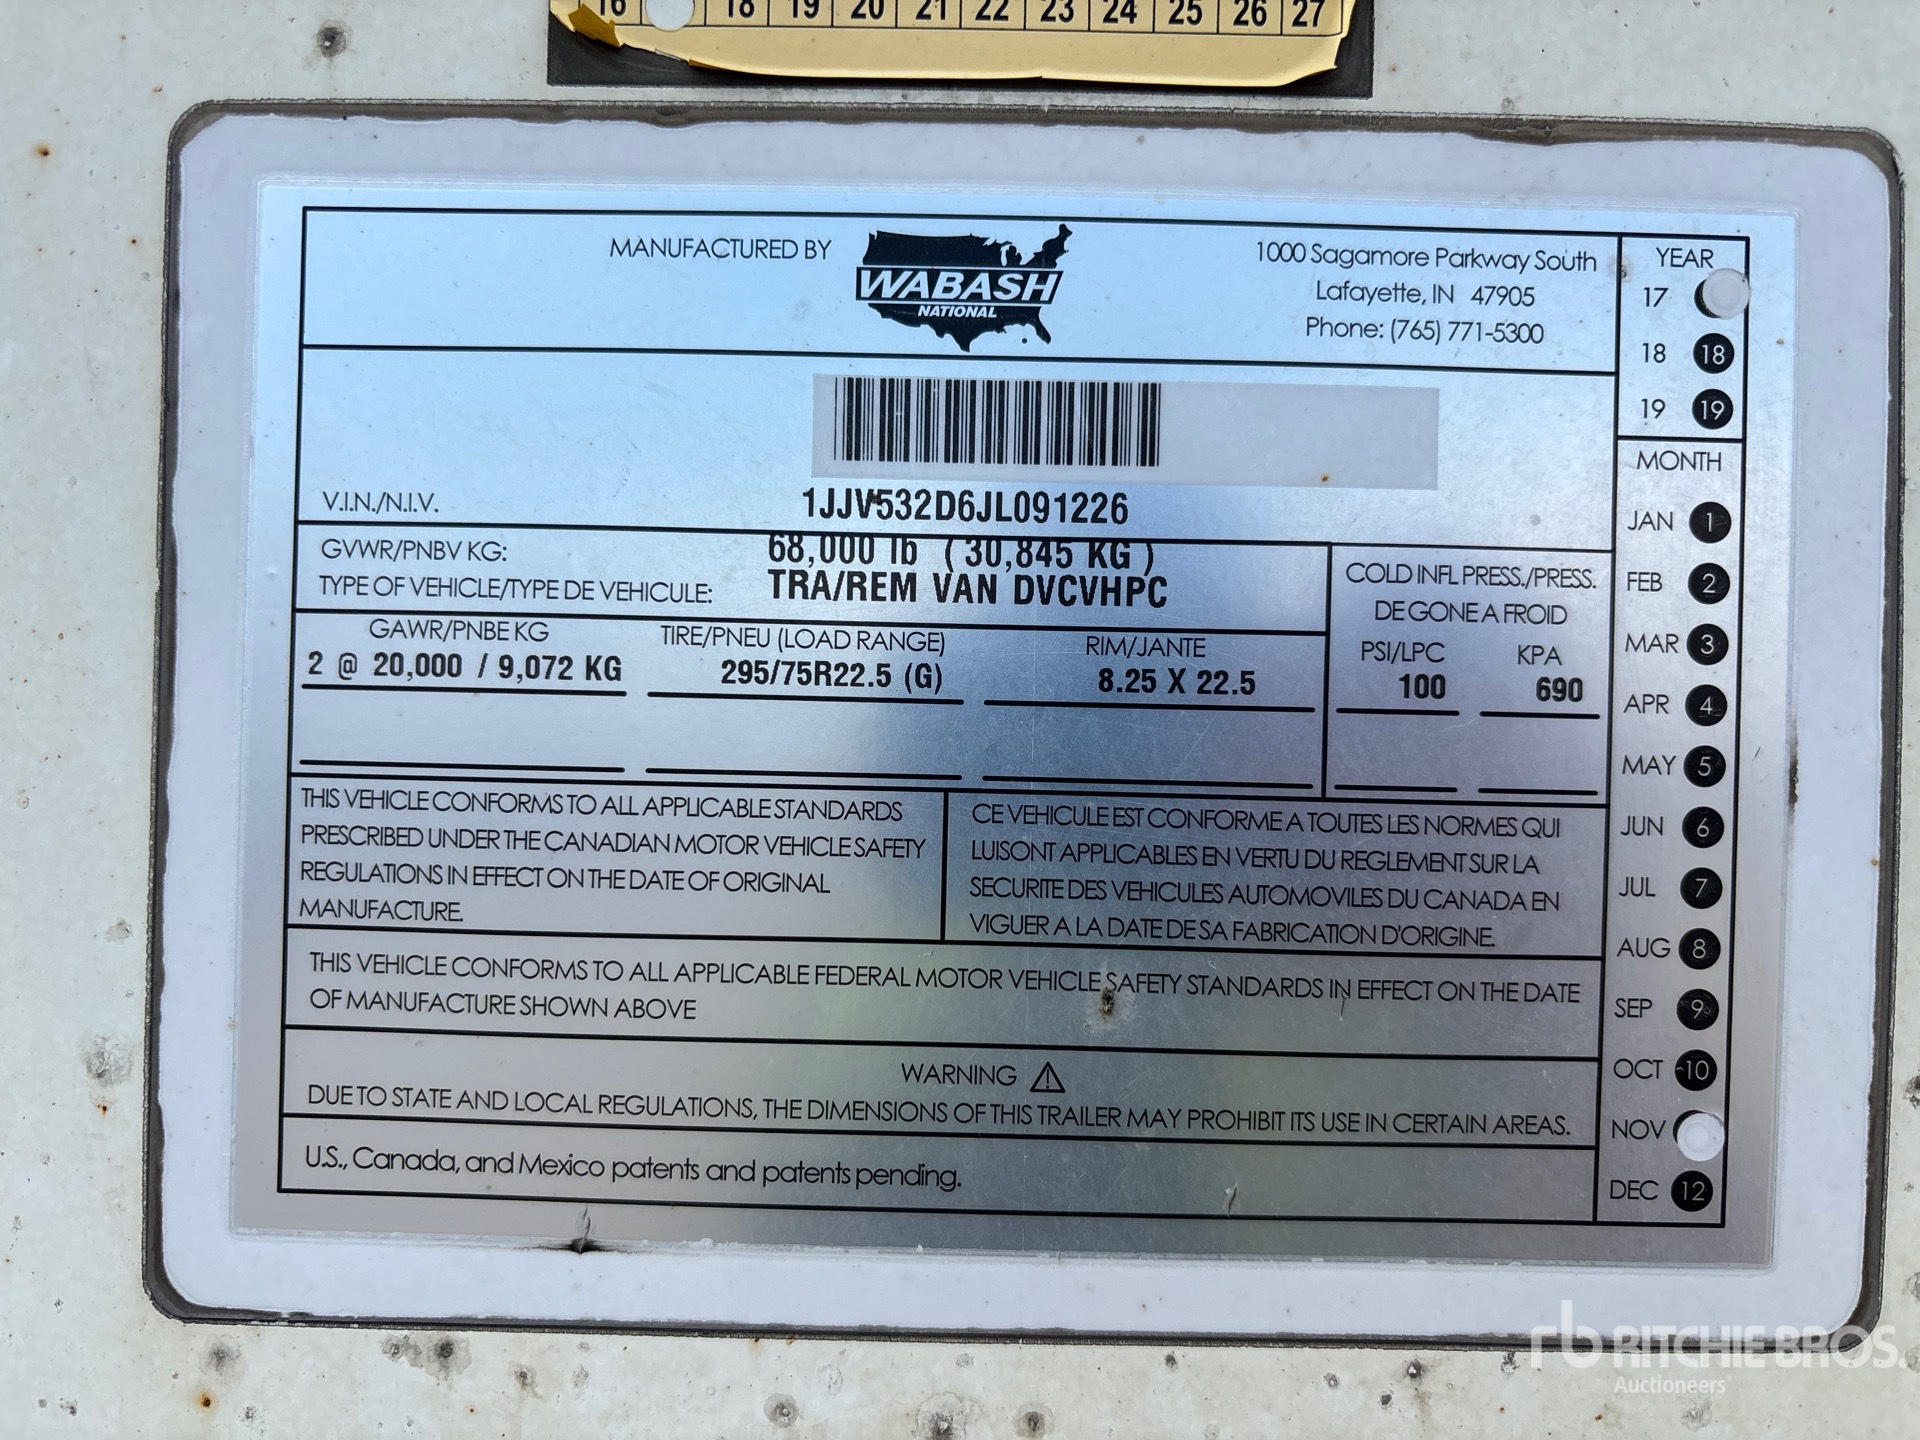 16 18 19 20 21 22 23 24 25 26 27
MANUFACTURED BY
WABASH
NATIONAL
1000 Sagamore Parkway South
Lafayette, IN 47905
Phone: (765) 771-5300
YEAR
17
18 18
19 19
V.I.N./N.I.V. 1JJV532D6JL091226
GVWR/PNBV KG: 68,000 lb ( 30,845 KG )
TYPE OF VEHICLE/TYPE DE VEHICULE: TRA/REM VAN DVCVHPC
COLD INFL PRESS./PRESS.
DE GONE A FROID
GAWR/PNBE KG TIRE/PNEU (LOAD RANGE) RIM/JANTE PSI/LPC KPA
2 @ 20,000 / 9,072 KG 295/75R22.5 (G) 8.25 X 22.5 100 690
THIS VEHICLE CONFORMS TO ALL APPLICABLE STANDARDS
PRESCRIBED UNDER THE CANADIAN MOTOR VEHICLE SAFETY
REGULATIONS IN EFFECT ON THE DATE OF ORIGINAL
MANUFACTURE.
CE VEHICULE EST CONFORME A TOUTES LES NORMES QUI
LUISONT APPLICABLES EN VERTU DU REGLEMENT SUR LA
SECURITE DES VEHICULES AUTOMOVILES DU CANADA EN
VIGUER A LA DATE DE SA FABRICATION D'ORIGINE.
THIS VEHICLE CONFORMS TO ALL APPLICABLE FEDERAL MOTOR VEHICLE SAFETY STANDARDS IN EFFECT ON THE DATE
OF MANUFACTURE SHOWN ABOVE
WARNING
DUE TO STATE AND LOCAL REGULATIONS, THE DIMENSIONS OF THIS TRAILER MAY PROHIBIT ITS USE IN CERTAIN AREAS.
U.S., Canada, and Mexico patents and patents pending.
MONTH
JAN 1
FEB 2
MAR 3
APR 4
MAY 5
JUN 6
JUL 7
AUG 8
SEP 9
OCT 10
NOV
DEC 12
rb RITCHIE BROS.
Auctioneers